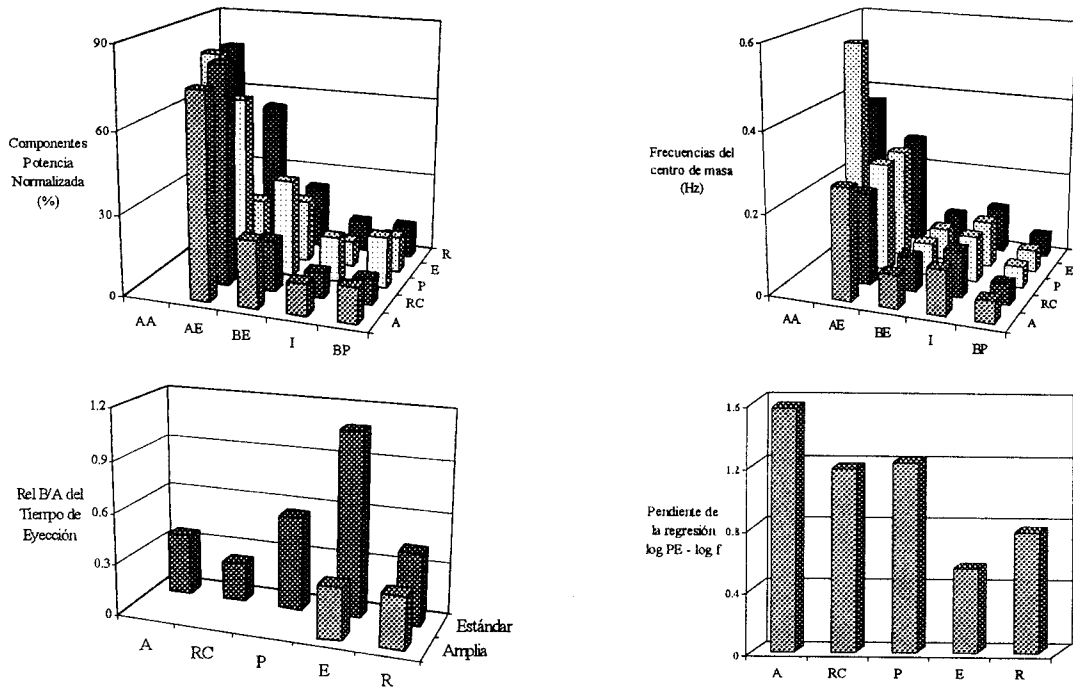 90
60
30
0
Componentes
Potencia
Normalizada
(%)
AA
AE
BE
I
BP
A
RC
P
E
R
0.6
0.4
0.2
0
Frecuencias del
centro de masa
(Hz)
AA
AE
BE
I
BP
A
RC
P
E
1.2
0.9
0.6
0.3
0
Rel B/A del
Tiempo de
Eyección
A
RC
P
E
R
Estándar
Amplia
1.6
1.2
0.8
0.4
0
Pendiente de
la regresión
log PE - log f
A
RC
P
E
R